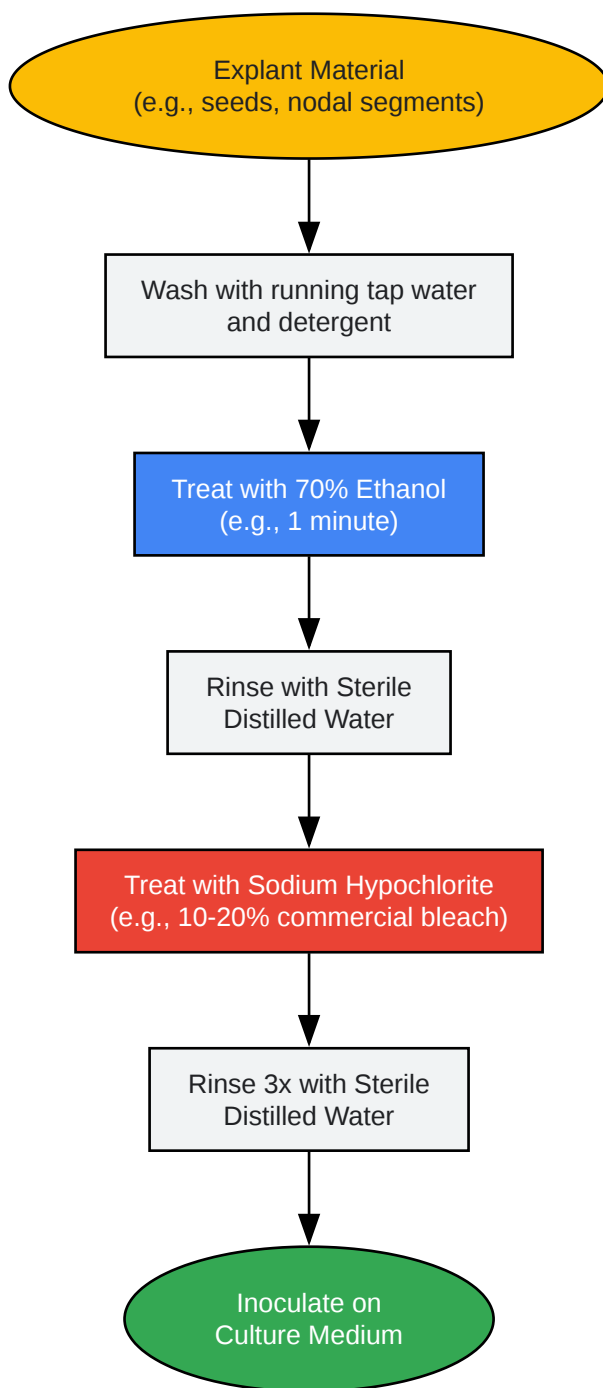 Explant Material
(e.g., seeds, nodal segments)
Wash with running tap water
and detergent
Treat with 70% Ethanol
(e.g., 1 minute)
Rinse with Sterile
Distilled Water
Treat with Sodium Hypochlorite
(e.g., 10-20% commercial bleach)
Rinse 3x with Sterile
Distilled Water
Inoculate on
Culture Medium